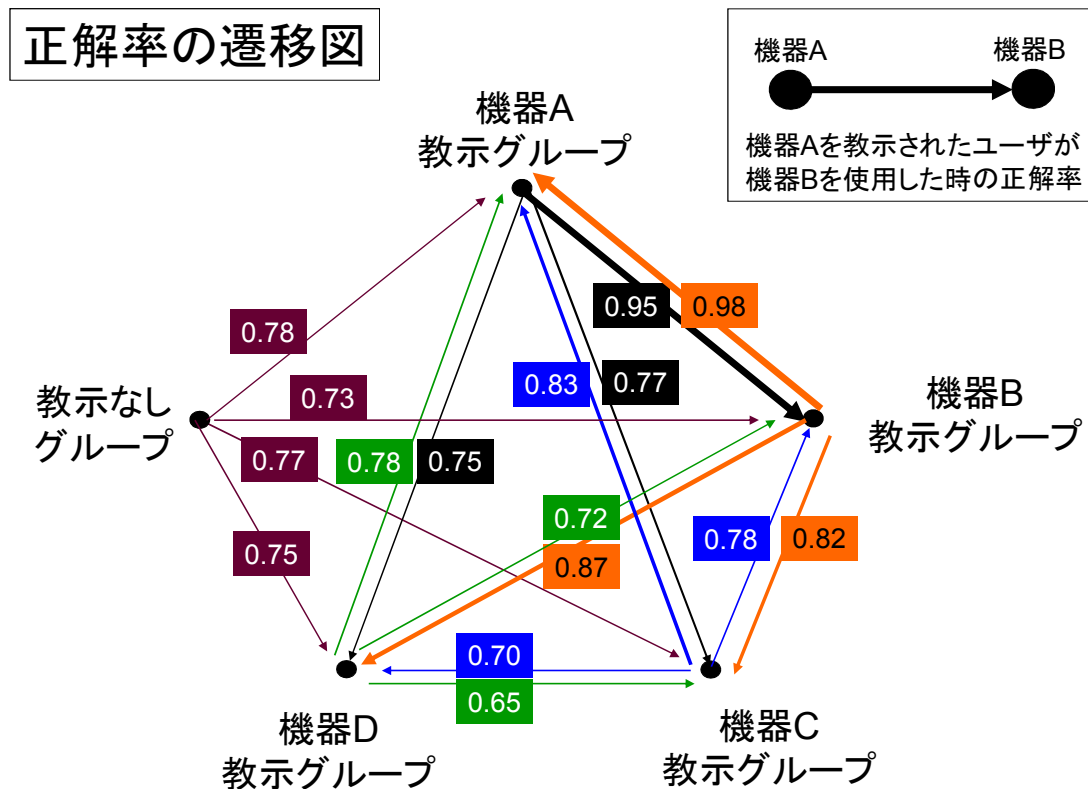 正解率の遷移図
機器A
機器B
機器Aを教示されたユーザが
機器Bを使用した時の正解率
機器A
教示グループ
0.95
0.98
0.78
0.83
0.77
0.73
教示なし
グループ
機器B
教示グループ
0.77
0.78
0.75
0.72
0.75
0.87
0.78
0.82
0.70
0.65
機器D
教示グループ
機器C
教示グループ